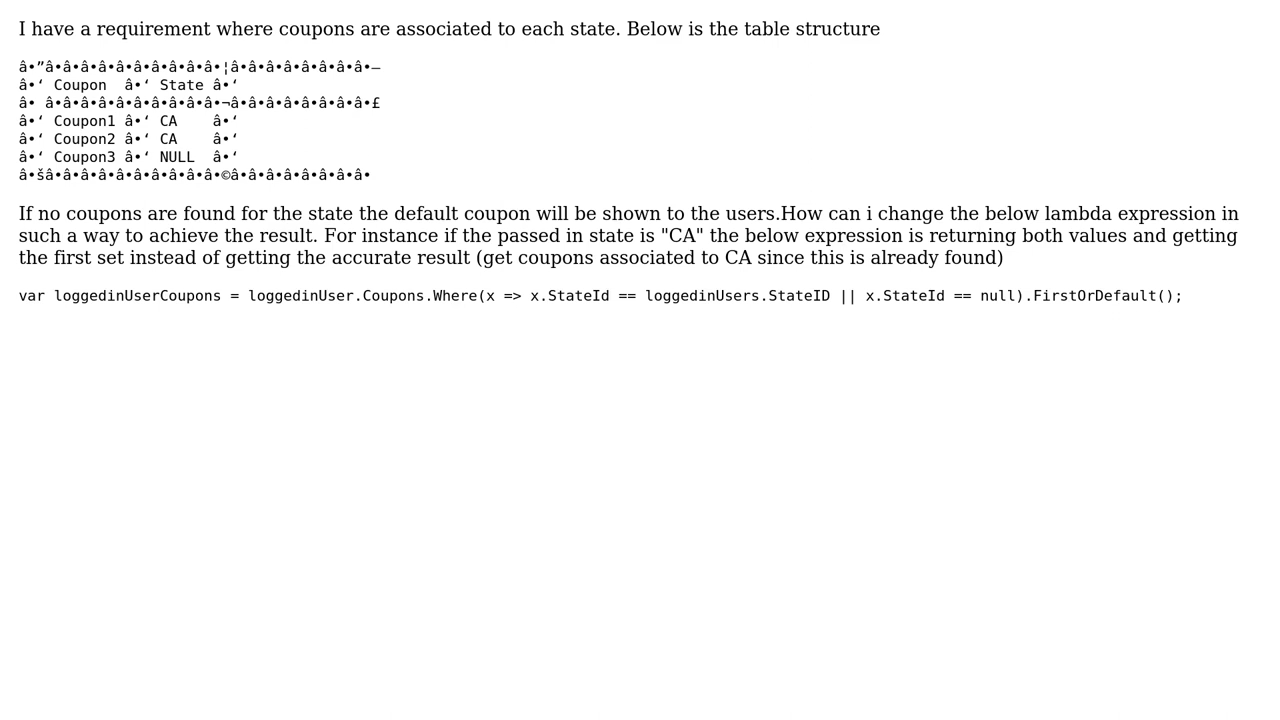 I have a requirement where coupons are associated to each state. Below is the table structure
â•”â•â•â•â•â•â•â•â•â•â•¦â•â•â•â•â•â•â•â•—
â•‘ Coupon  â•‘ State â•‘
â• â•â•â•â•â•â•â•â•â•â•¬â•â•â•â•â•â•â•â•£
â•‘ Coupon1 â•‘ CA    â•‘
â•‘ Coupon2 â•‘ CA    â•‘
â•‘ Coupon3 â•‘ NULL  â•‘
â•šâ•â•â•â•â•â•â•â•â•â•©â•â•â•â•â•â•â•â•
If no coupons are found for the state the default coupon will be shown to the users.How can i change the below lambda expression in
such a way to achieve the result. For instance if the passed in state is "CA" the below expression is returning both values and getting
the first set instead of getting the accurate result (get coupons associated to CA since this is already found)
var loggedinUserCoupons = loggedinUser.Coupons.Where(x => x.StateId == loggedinUsers.StateID || x.StateId == null).FirstOrDefault();